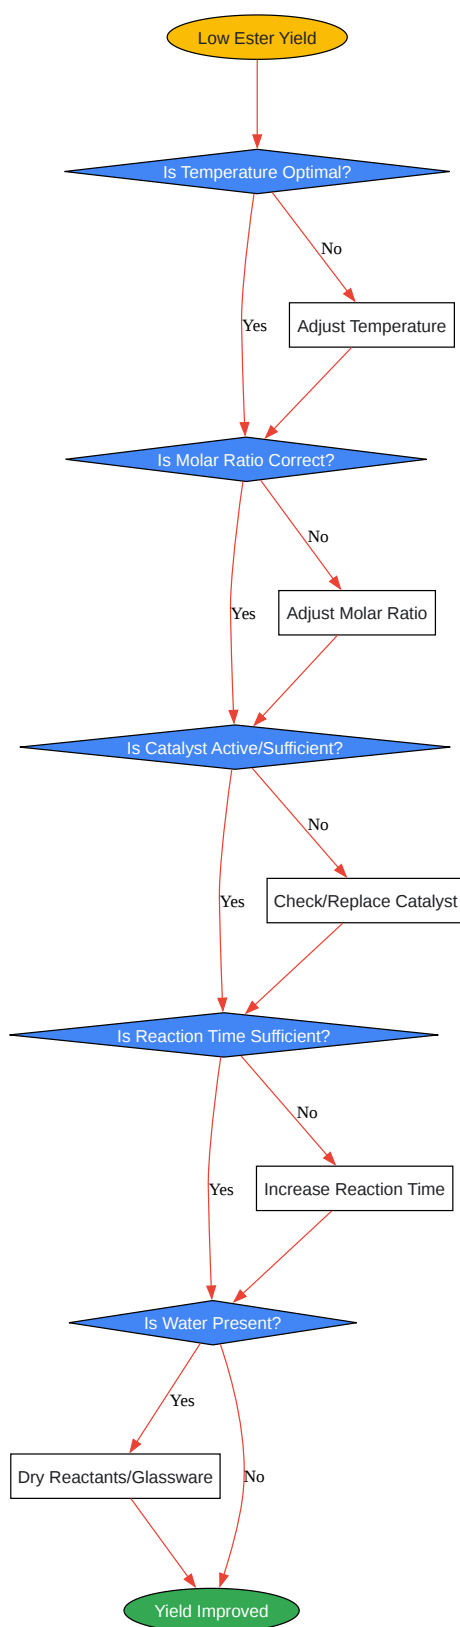 Low Ester Yield
Is Temperature Optimal?
No
Yes
Adjust Temperature
Is Molar Ratio Correct?
No
Yes
Adjust Molar Ratio
Is Catalyst Active/Sufficient?
No
Yes
Check/Replace Catalyst
Is Reaction Time Sufficient?
No
Yes
Increase Reaction Time
Is Water Present?
Yes
Dry Reactants/Glassware
No
Yield Improved